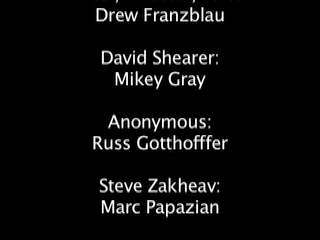 Drew Franzblau
David Shearer:
Mikey Gray
Anonymous:
Russ Gotthofffer
Steve Zakheav:
Marc Papazian